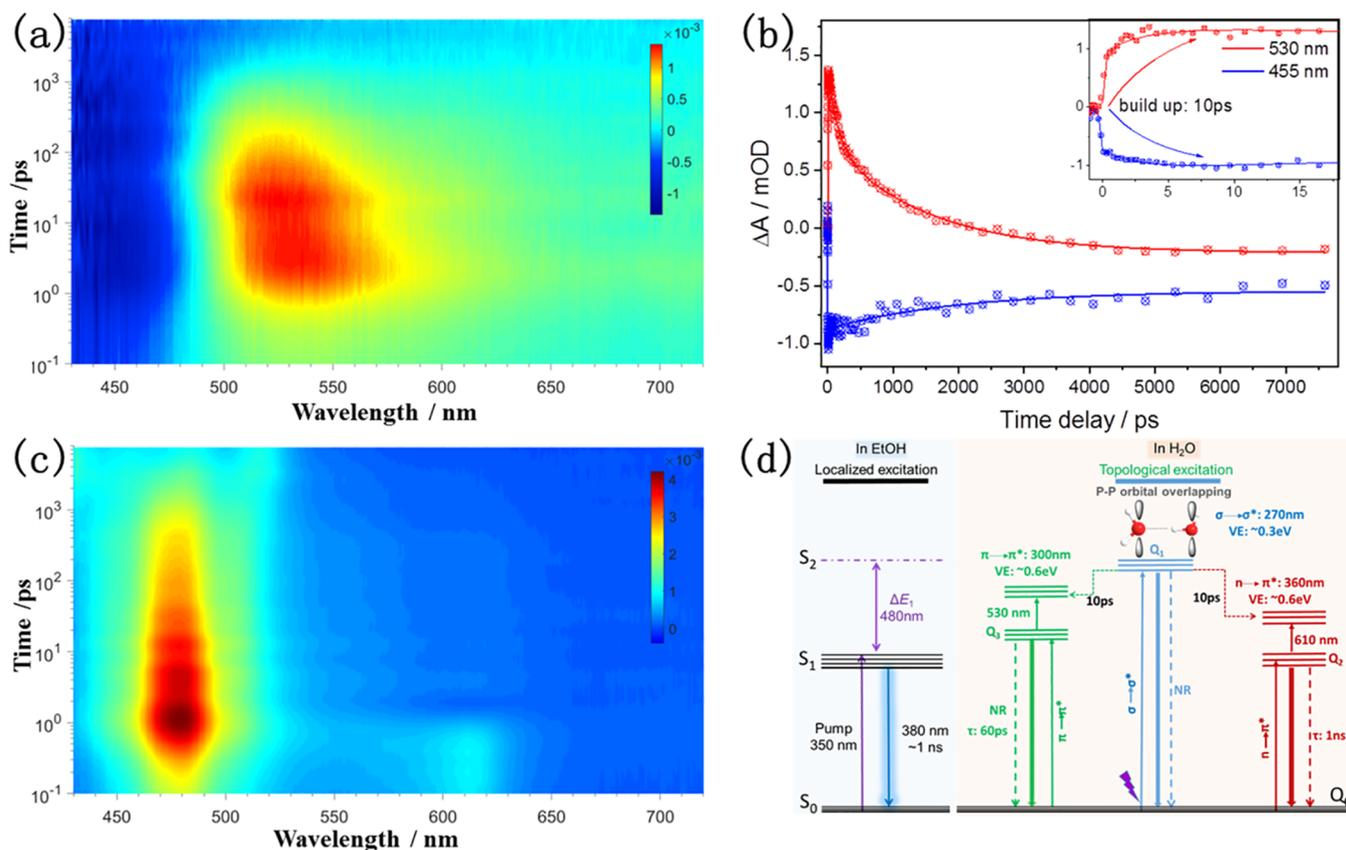 (a)
×10⁻³
1
0.5
0
-0.5
-1
10³
10²
10¹
10⁰
10⁻¹
Time /ps
450 500 550 600 650 700
Wavelength / nm
(b)
1.5
1.0
0.5
0.0
-0.5
-1.0
ΔA / mOD
0 1000 2000 3000 4000 5000 6000 7000
Time delay / ps
1
0
-1
530 nm
455 nm
build up: 10ps
0 5 10 15
(c)
4
3
2
1
0
10³
10²
10¹
10⁰
10⁻¹
Time /ps
450 500 550 600 650 700
Wavelength / nm
(d)
In EtOH
Localized excitation
S₂
ΔE₁
480nm
S₁
Pump
350 nm
380 nm
~1 ns
S₀
In H₂O
Topological excitation
P-P orbital overlapping
σ→σ*: 270nm
VE: ~0.3eV
Q₁
π→π*: 300nm
VE: ~0.6eV
n→π*: 360nm
VE: ~0.6eV
10ps
10ps
530 nm
610 nm
Q₃
Q₂
σ→σ*
NR
NR
τ: 60ps
π→π*
n→π*
τ: 1ns